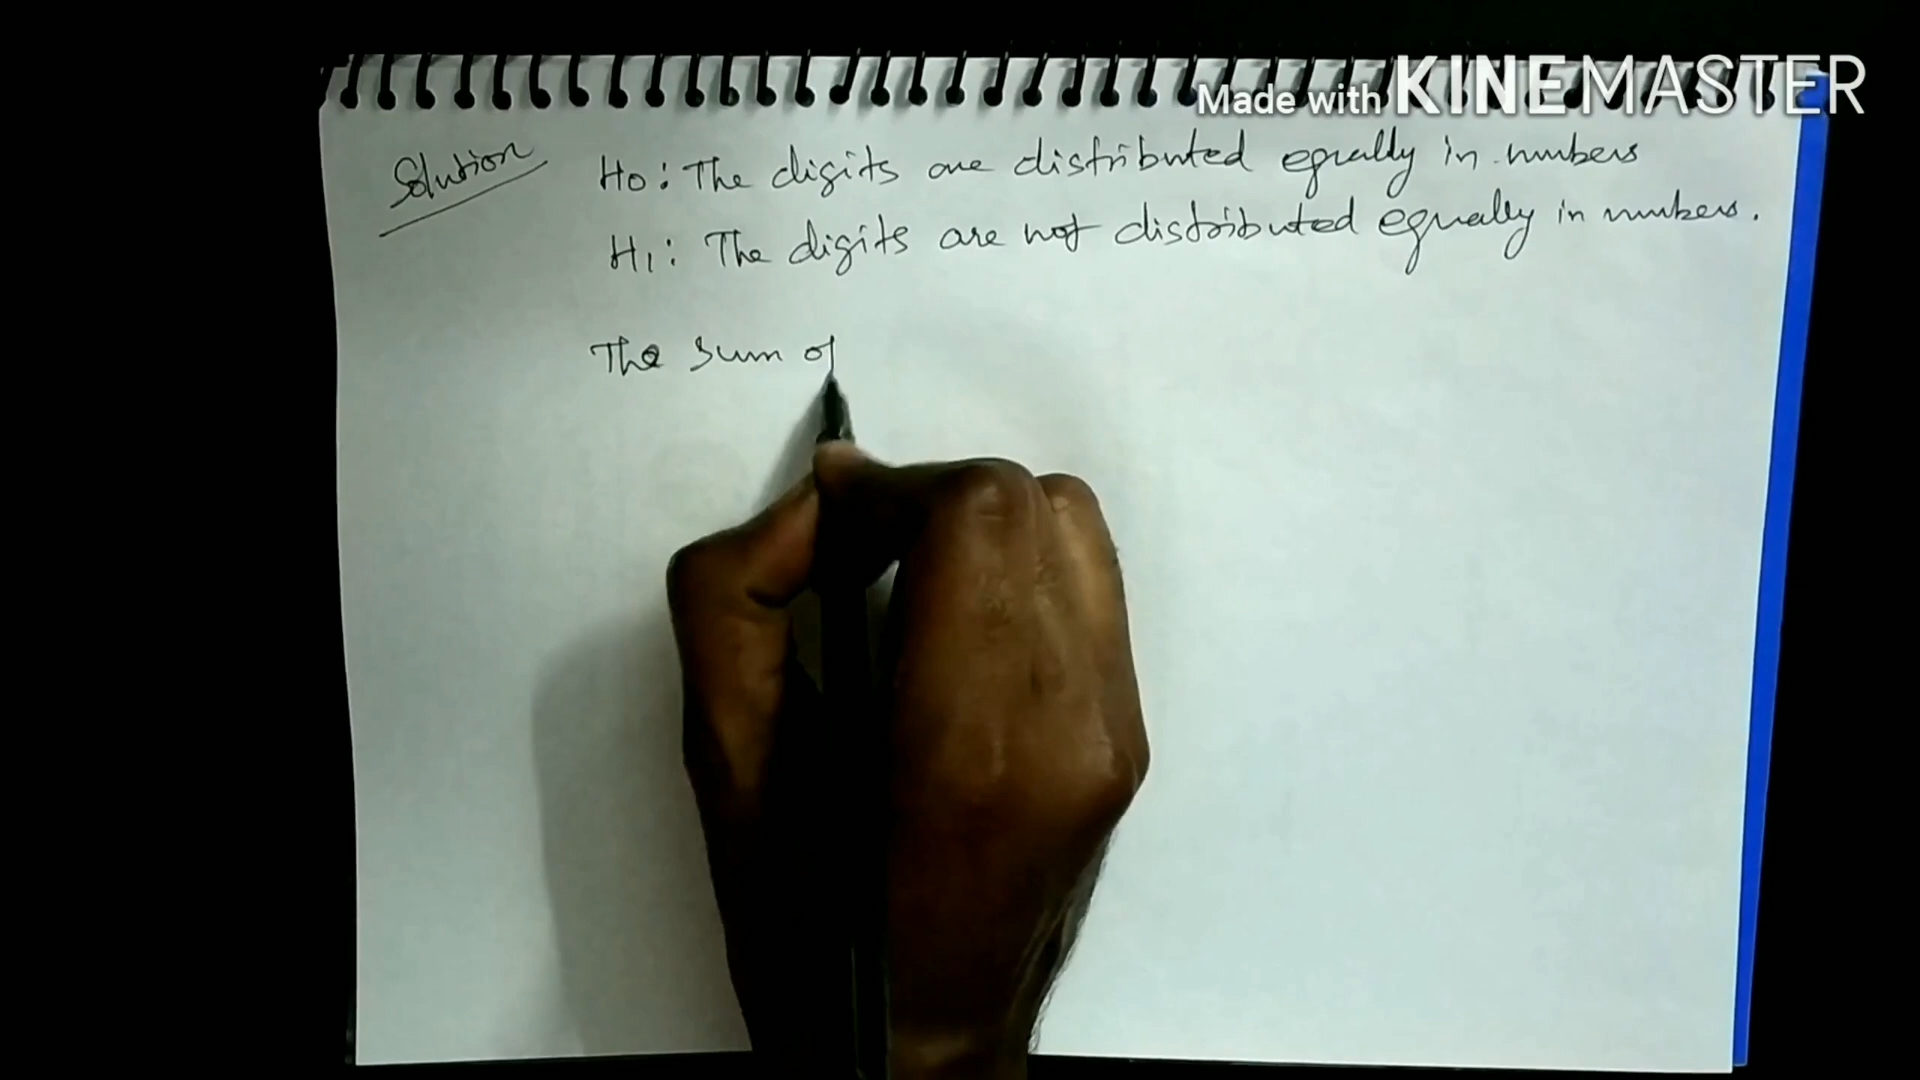 Made with KINEMASTER
Solution H0: The digits are distributed equally in numbers
H1: The digits are not distributed equally in numbers.
The sum of